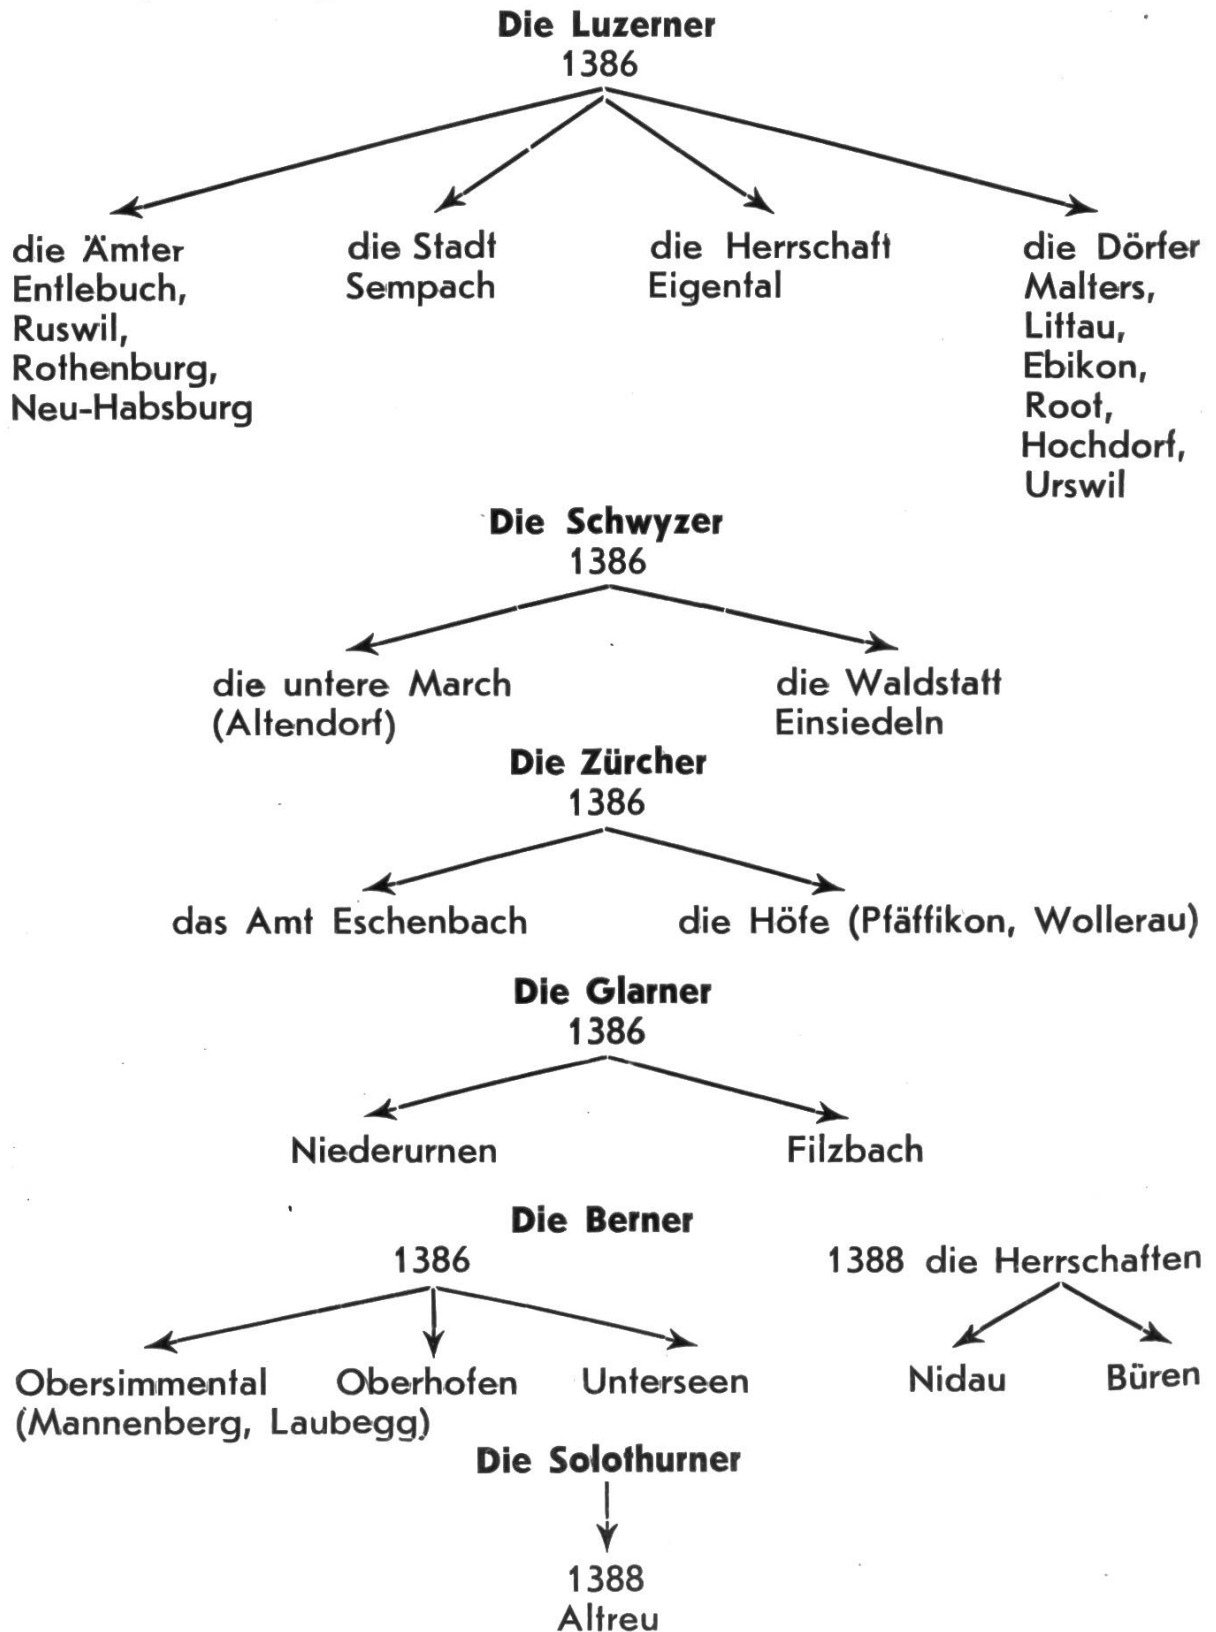 Die Luzerner
1386
die Ämter
Entlebuch,
Ruswil,
Rothenburg,
Neu-Habsburg
die Stadt
Sempach
die Herrschaft
Eigental
die Dörfer
Malters,
Littau,
Ebikon,
Root,
Hochdorf,
Urswil
Die Schwyzer
1386
die untere March
(Altendorf)
die Waldstatt
Einsiedeln
Die Zürcher
1386
das Amt Eschenbach
die Höfe (Pfäffikon, Wollerau)
Die Glarner
1386
Niederurnen
Filzbach
Die Berner
1386
1388 die Herrschaften
Obersimmental
(Mannenberg, Laubegg)
Oberhofen
Unterseen
Nidau
Büren
Die Solothurner
1388
Altreu